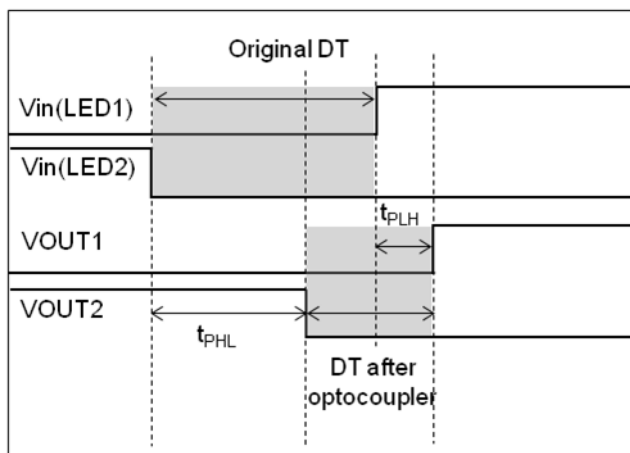 Original DT
Vin(LED1)
Vin(LED2)
tPLH
VOUT1
VOUT2
tPHL
DT after
optocoupler